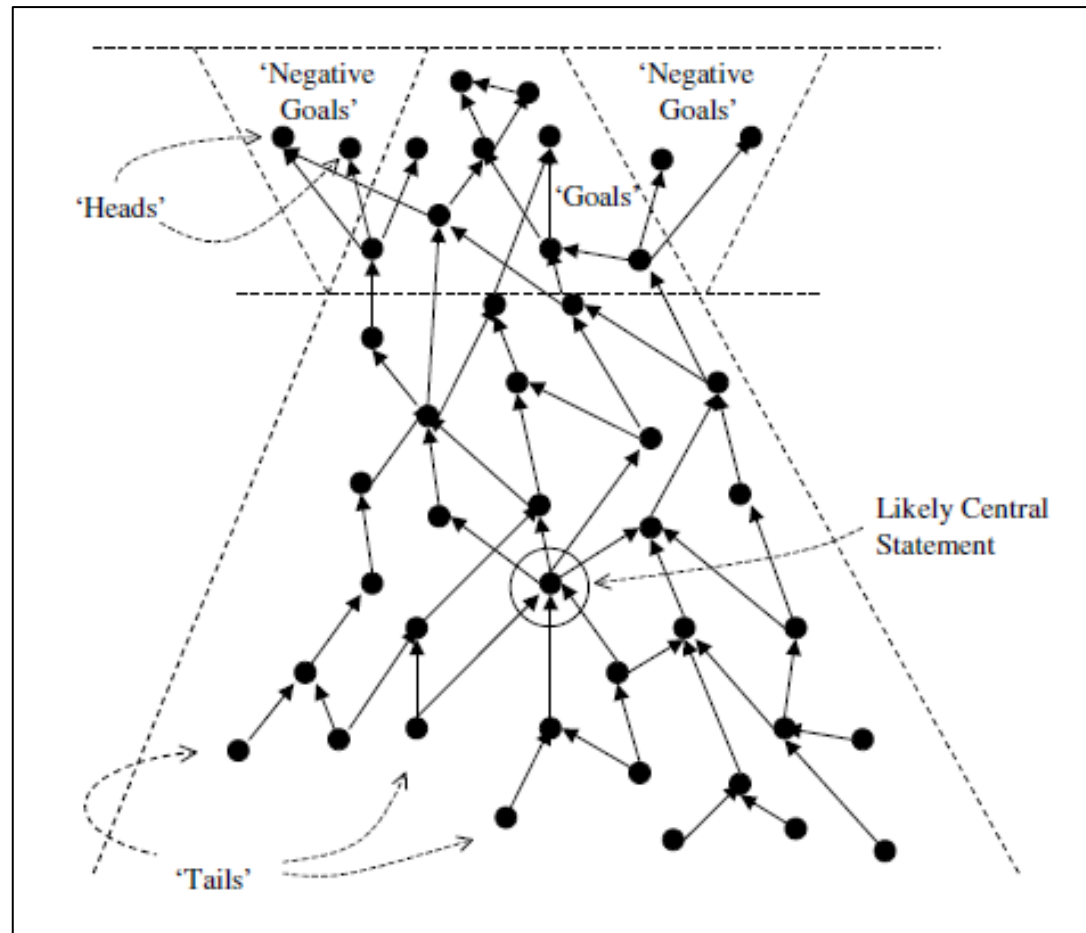 ‘Negative
Goals’
‘Negative
Goals’
‘Heads’
‘Goals’
Likely Central
Statement
‘Tails’